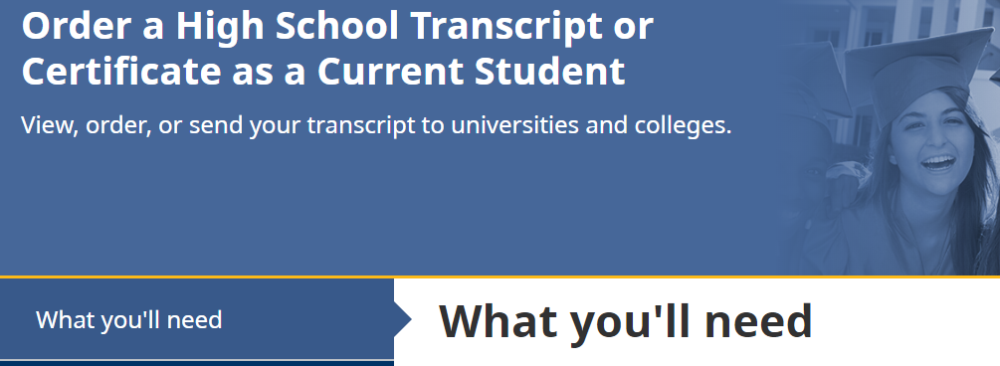 Order a High School Transcript or
Certificate as a Current Student
View, order, or send your transcript to universities and colleges.
What you'll need
What you'll need